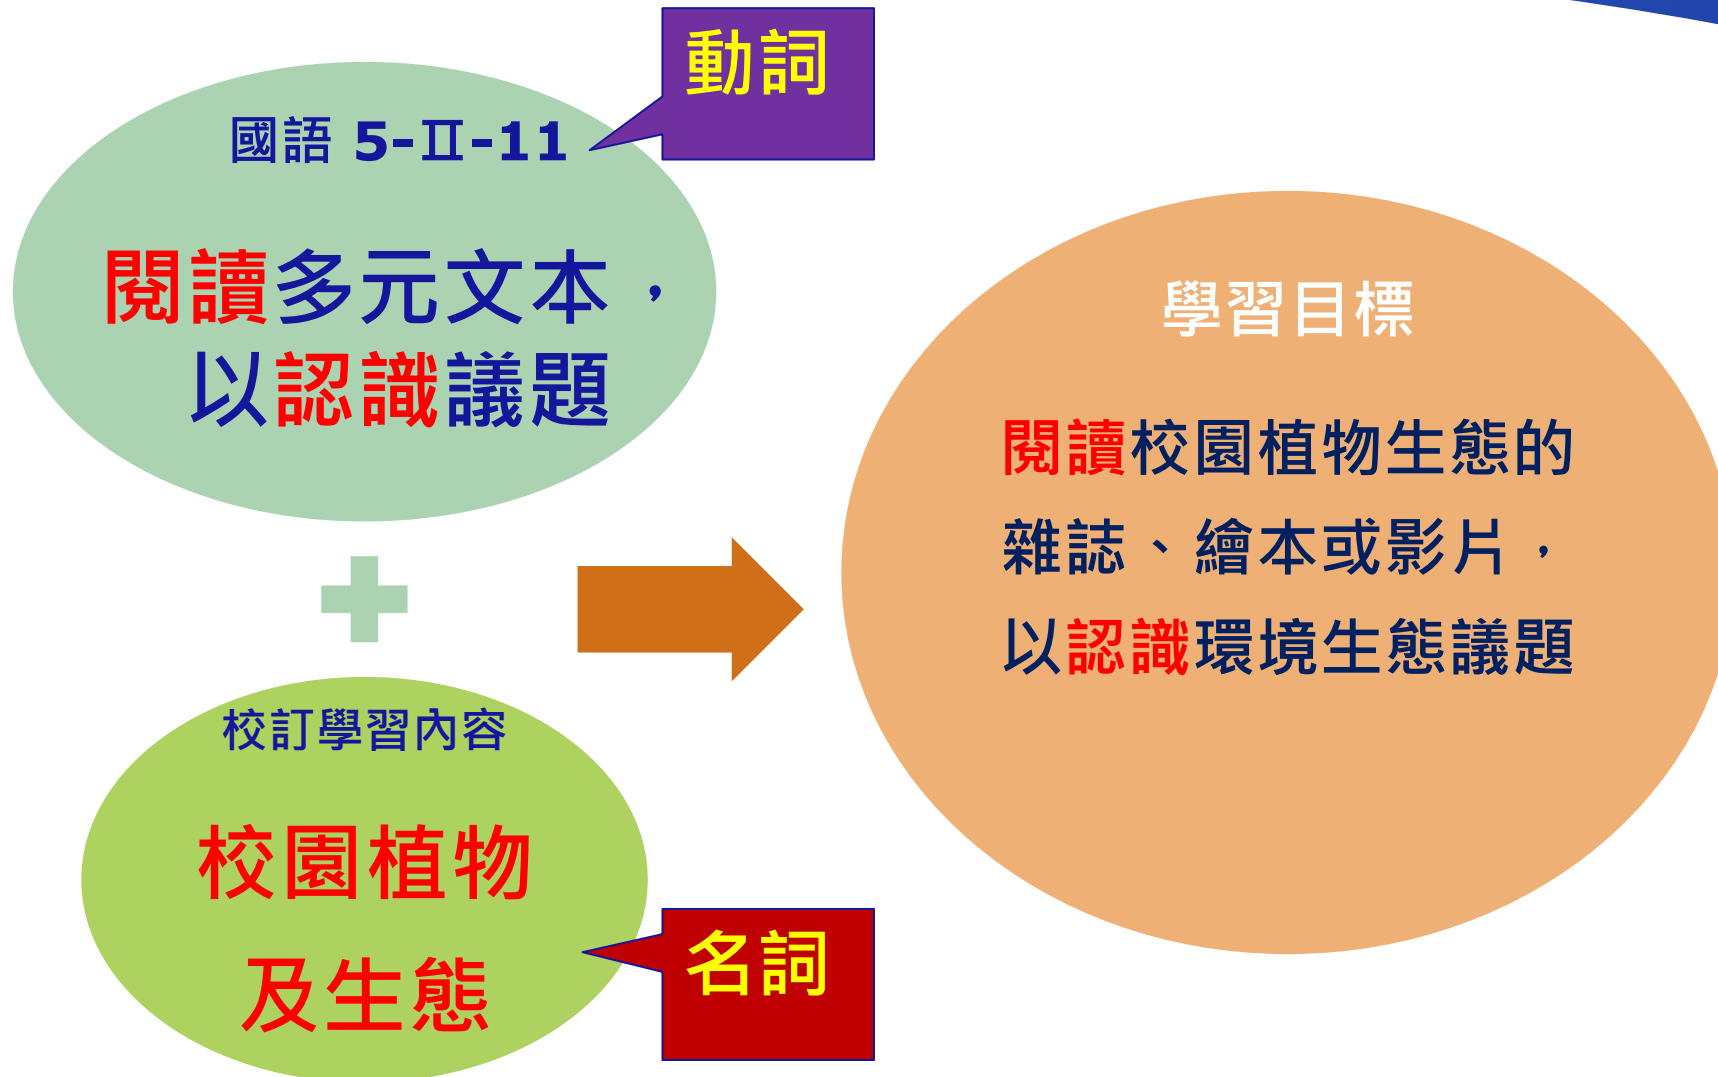 動詞
國語 5-Ⅱ-11
閱讀多元文本，
以認識議題
校訂學習內容
校園植物
及生態
名詞
學習目標
閱讀校園植物生態的
雜誌、繪本或影片，
以認識環境生態議題